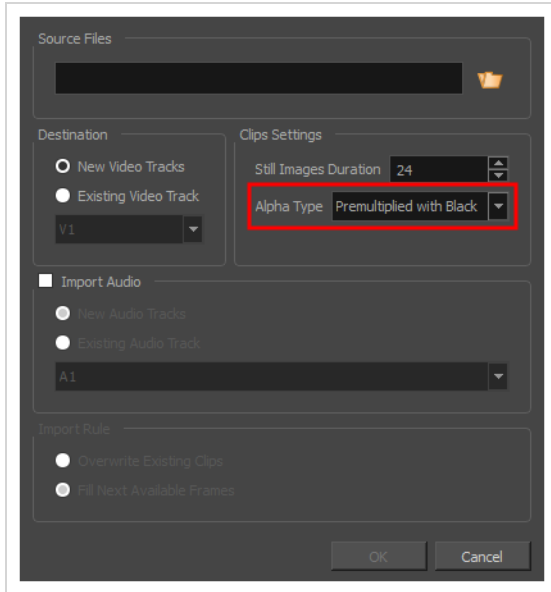 Source Files
Destination
New Video Tracks
Existing Video Track
V1
Clips Settings
Still Images Duration 24
Alpha Type Premultiplied with Black
Import Audio
New Audio Tracks
Existing Audio Track
A1
Import Rule
Overwrite Existing Clips
Fill Next Available Frames
OK Cancel